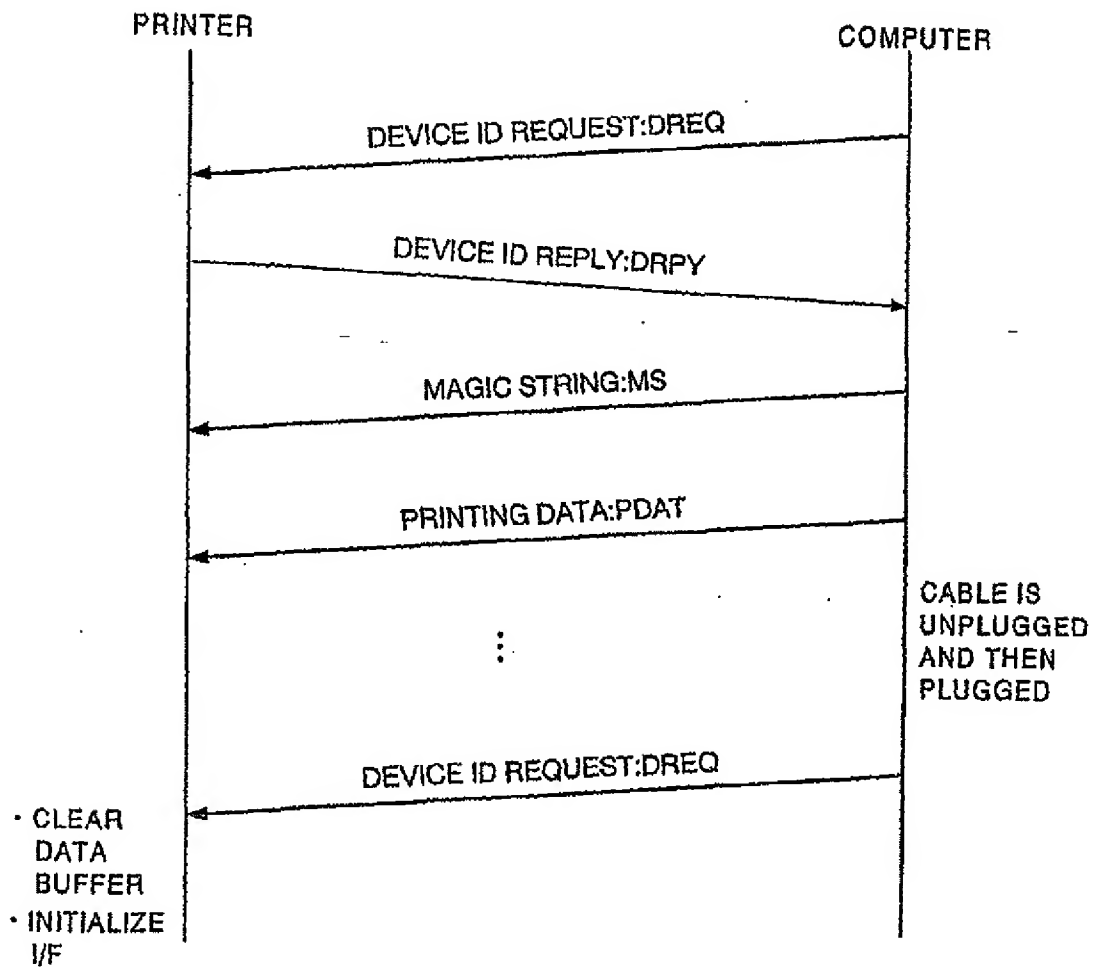 PRINTER
COMPUTER
DEVICE ID REQUEST:DREQ
DEVICE ID REPLY:DRPY
MAGIC STRING:MS
PRINTING DATA:PDAT
CABLE IS
UNPLUGGED
AND THEN
PLUGGED
DEVICE ID REQUEST:DREQ
· CLEAR
DATA
BUFFER
· INITIALIZE
I/F